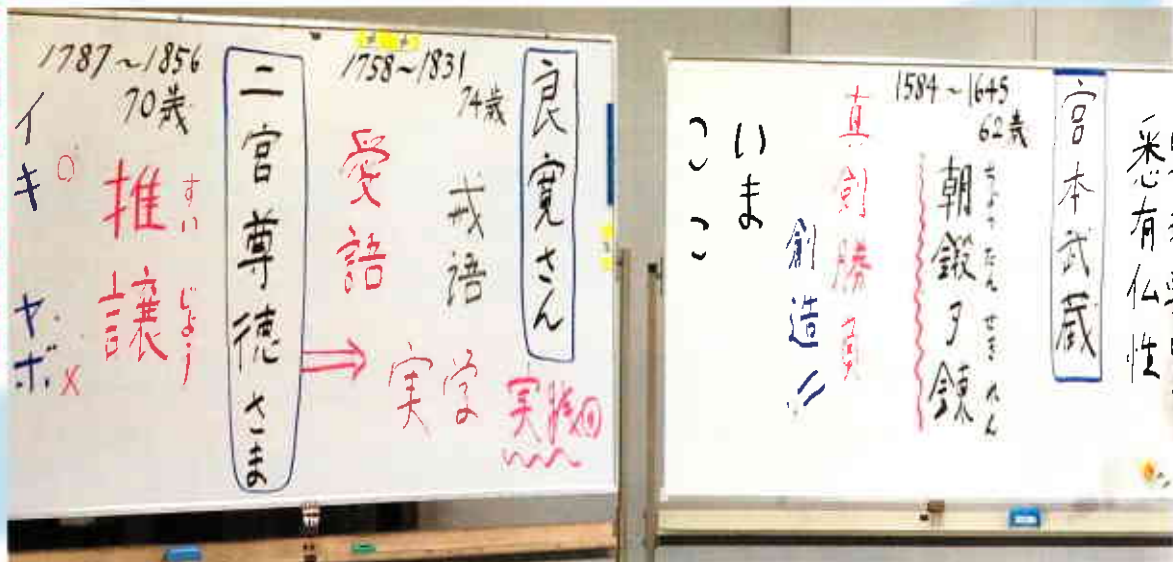 悉有仏性
宮本武蔵
1584〜1645
62歳
ちょうたんせきれん
朝鍛夕錬
真剣勝負
創造!!
いま
ここ
良寛さん
1758〜1831
74歳
戒語
愛語
実学
実践
二宮尊徳さま
1787〜1856
70歳
すいじょう
推譲
イキ ○
ヤボ ×